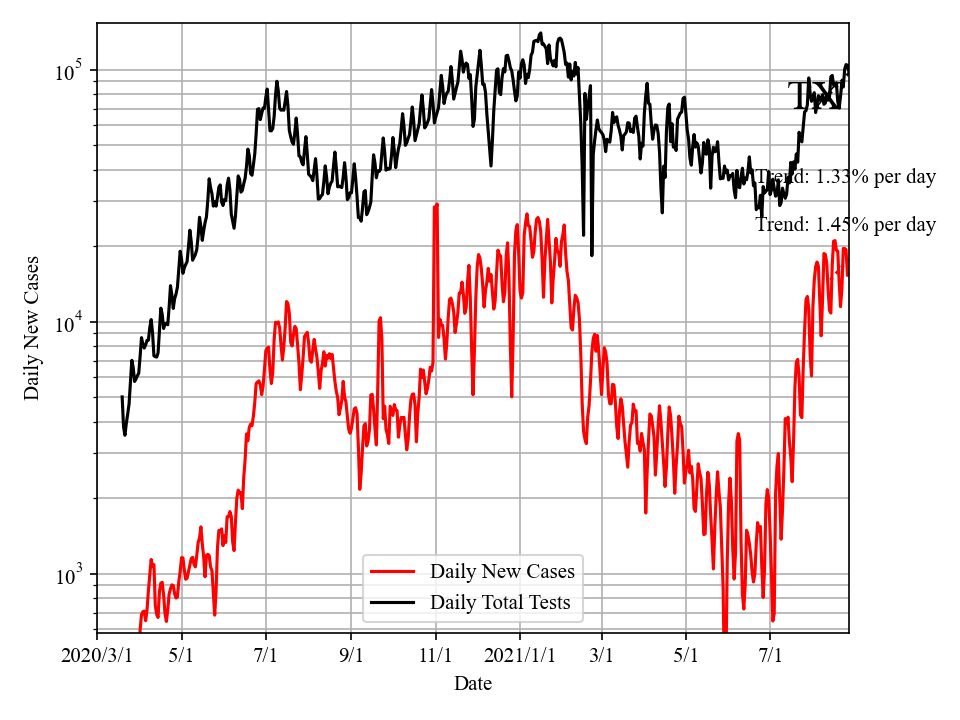 10^5
TX
Trend: 1.33% per day
Trend: 1.45% per day
Daily New Cases
10^4
10^3
Daily New Cases
Daily Total Tests
2020/3/1 5/1 7/1 9/1 11/1 2021/1/1 3/1 5/1 7/1
Date